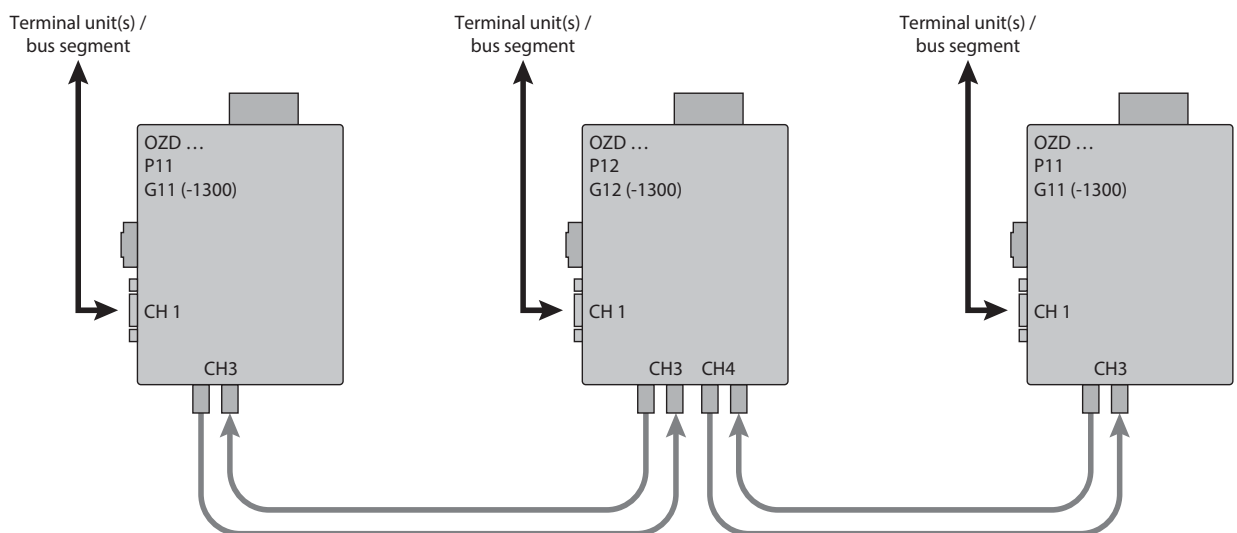 Terminal unit(s) /
bus segment
Terminal unit(s) /
bus segment
Terminal unit(s) /
bus segment
OZD ...
P11
G11 (-1300)
CH 1
CH3
OZD ...
P12
G12 (-1300)
CH 1
CH3 CH4
OZD ...
P11
G11 (-1300)
CH 1
CH3